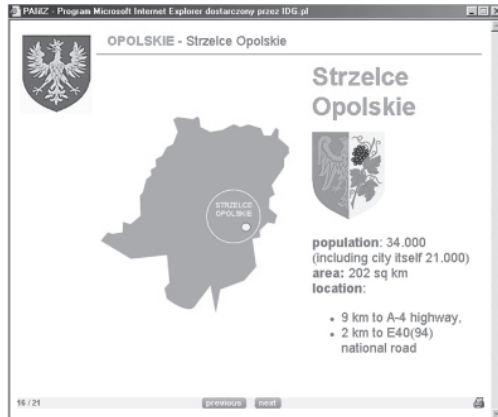 PAIiIZ - Program Microsoft Internet Explorer dostarczony przez IDG.pl
OPOLSKIE - Strzelce Opolskie
Strzelce
Opolskie
STRZELCE
OPOLSKIE
population: 34.000
(including city itself 21.000)
area: 202 sq km
location:
• 9 km to A-4 highway,
• 2 km to E40(94)
national road
16 / 21
previous
next